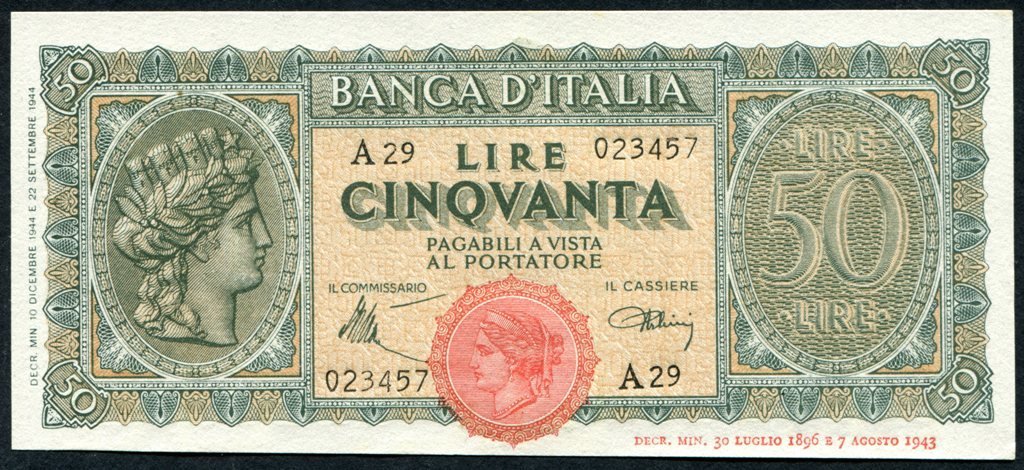 50
50
BANCA D'ITALIA
DECR. MIN 10 DICEMBRE 1944 E 22 SETTEMBRE 1944
A 29
LIRE
023457
CINQVANTA
PAGABILI A VISTA
AL PORTATORE
IL COMMISSARIO
IL CASSIERE
023457
A 29
LIRE
50
LIRE
50
50
DECR. MIN. 30 LUGLIO 1896 E 7 AGOSTO 1943